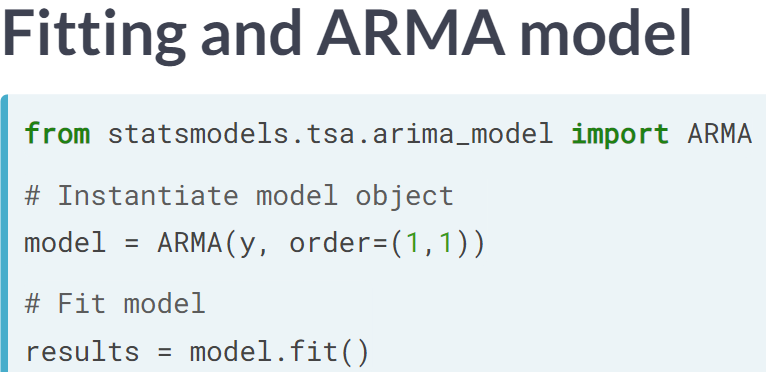 Fitting and ARMA model
from statsmodels.tsa.arima_model import ARMA
# Instantiate model object
model = ARMA(y, order=(1,1))
# Fit model
results = model.fit()